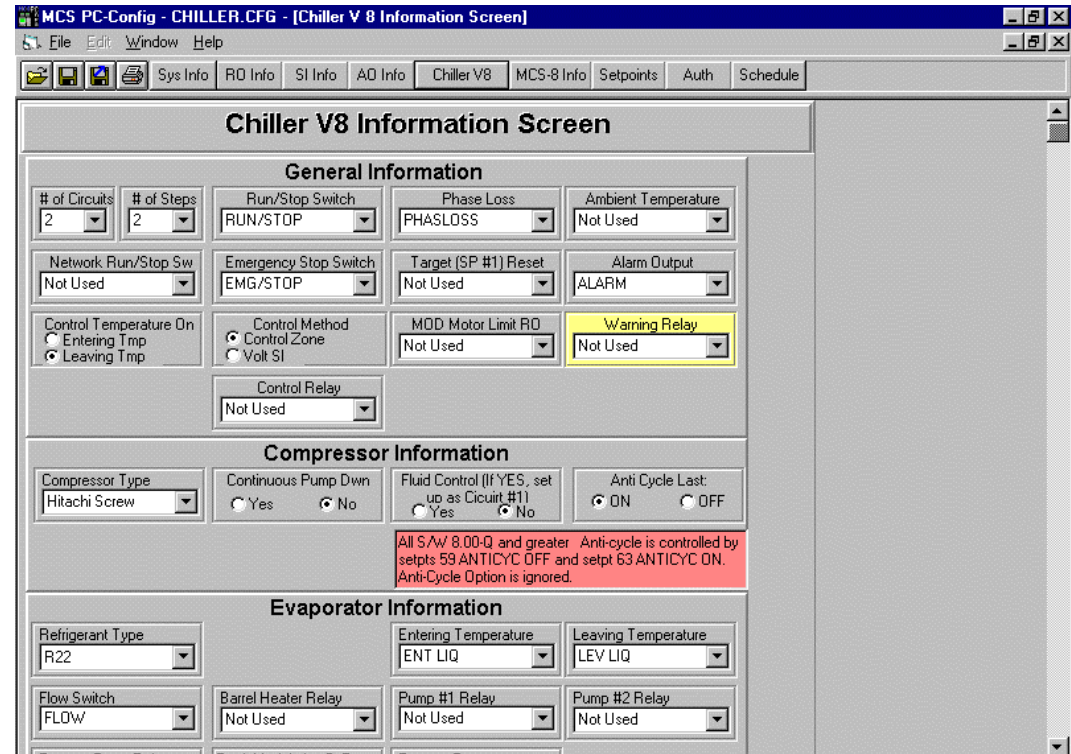 MCS PC-Config - CHILLER.CFG - [Chiller V 8 Information Screen]
File Edit Window Help
Sys Info RO Info SI Info AO Info Chiller V8 MCS-8 Info Setpoints Auth Schedule
Chiller V8 Information Screen
General Information
# of Circuits # of Steps Run/Stop Switch Phase Loss Ambient Temperature
2 2 RUN/STOP PHASLOSS Not Used
Network Run/Stop Sw Emergency Stop Switch Target (SP #1) Reset Alarm Output
Not Used EMG/STOP Not Used ALARM
Control Temperature On Control Method MOD Motor Limit RO Warning Relay
Entering Tmp Control Zone Not Used Not Used
Leaving Tmp Volt SI
Control Relay
Not Used
Compressor Information
Compressor Type Continuous Pump Dwn Fluid Control (If YES, set up as Cicuirt #1) Anti Cycle Last:
Hitachi Screw Yes No Yes No ON OFF
All S/W 8.00-Q and greater Anti-cycle is controlled by
setpts 59 ANTICYC OFF and setpt 63 ANTICYC ON.
Anti-Cycle Option is ignored.
Evaporator Information
Refrigerant Type Entering Temperature Leaving Temperature
R22 ENT LIQ LEV LIQ
Flow Switch Barrel Heater Relay Pump #1 Relay Pump #2 Relay
FLOW Not Used Not Used Not Used